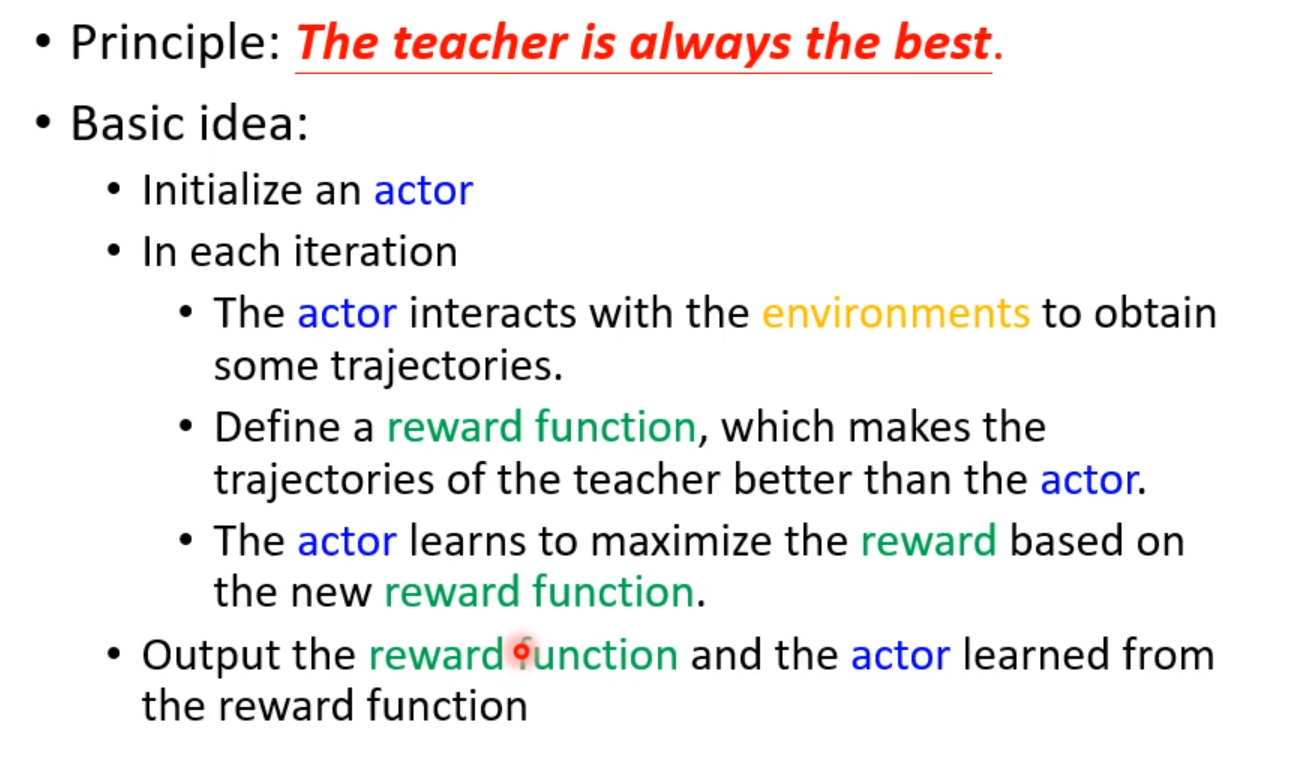 • Principle: The teacher is always the best.
• Basic idea:
• Initialize an actor
• In each iteration
• The actor interacts with the environments to obtain
some trajectories.
• Define a reward function, which makes the
trajectories of the teacher better than the actor.
• The actor learns to maximize the reward based on
the new reward function.
• Output the reward function and the actor learned from
the reward function